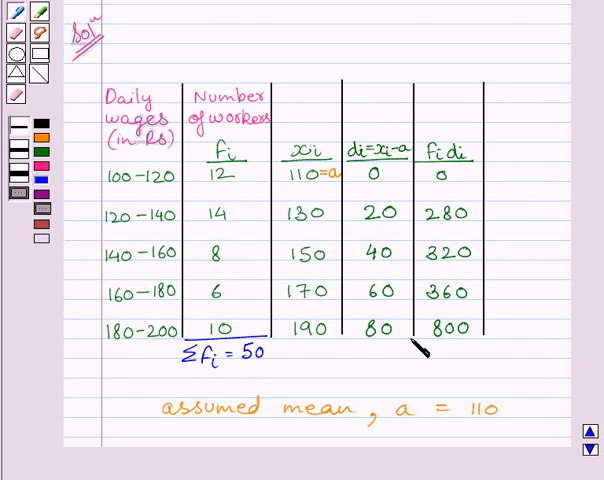 Solⁿ
Daily wages (in Rs) Number of workers
fi xi di=xi-a fidi
100-120 12 110=a 0 0
120-140 14 130 20 280
140-160 8 150 40 320
160-180 6 170 60 360
180-200 10 190 80 800
Σfi = 50
assumed mean, a = 110